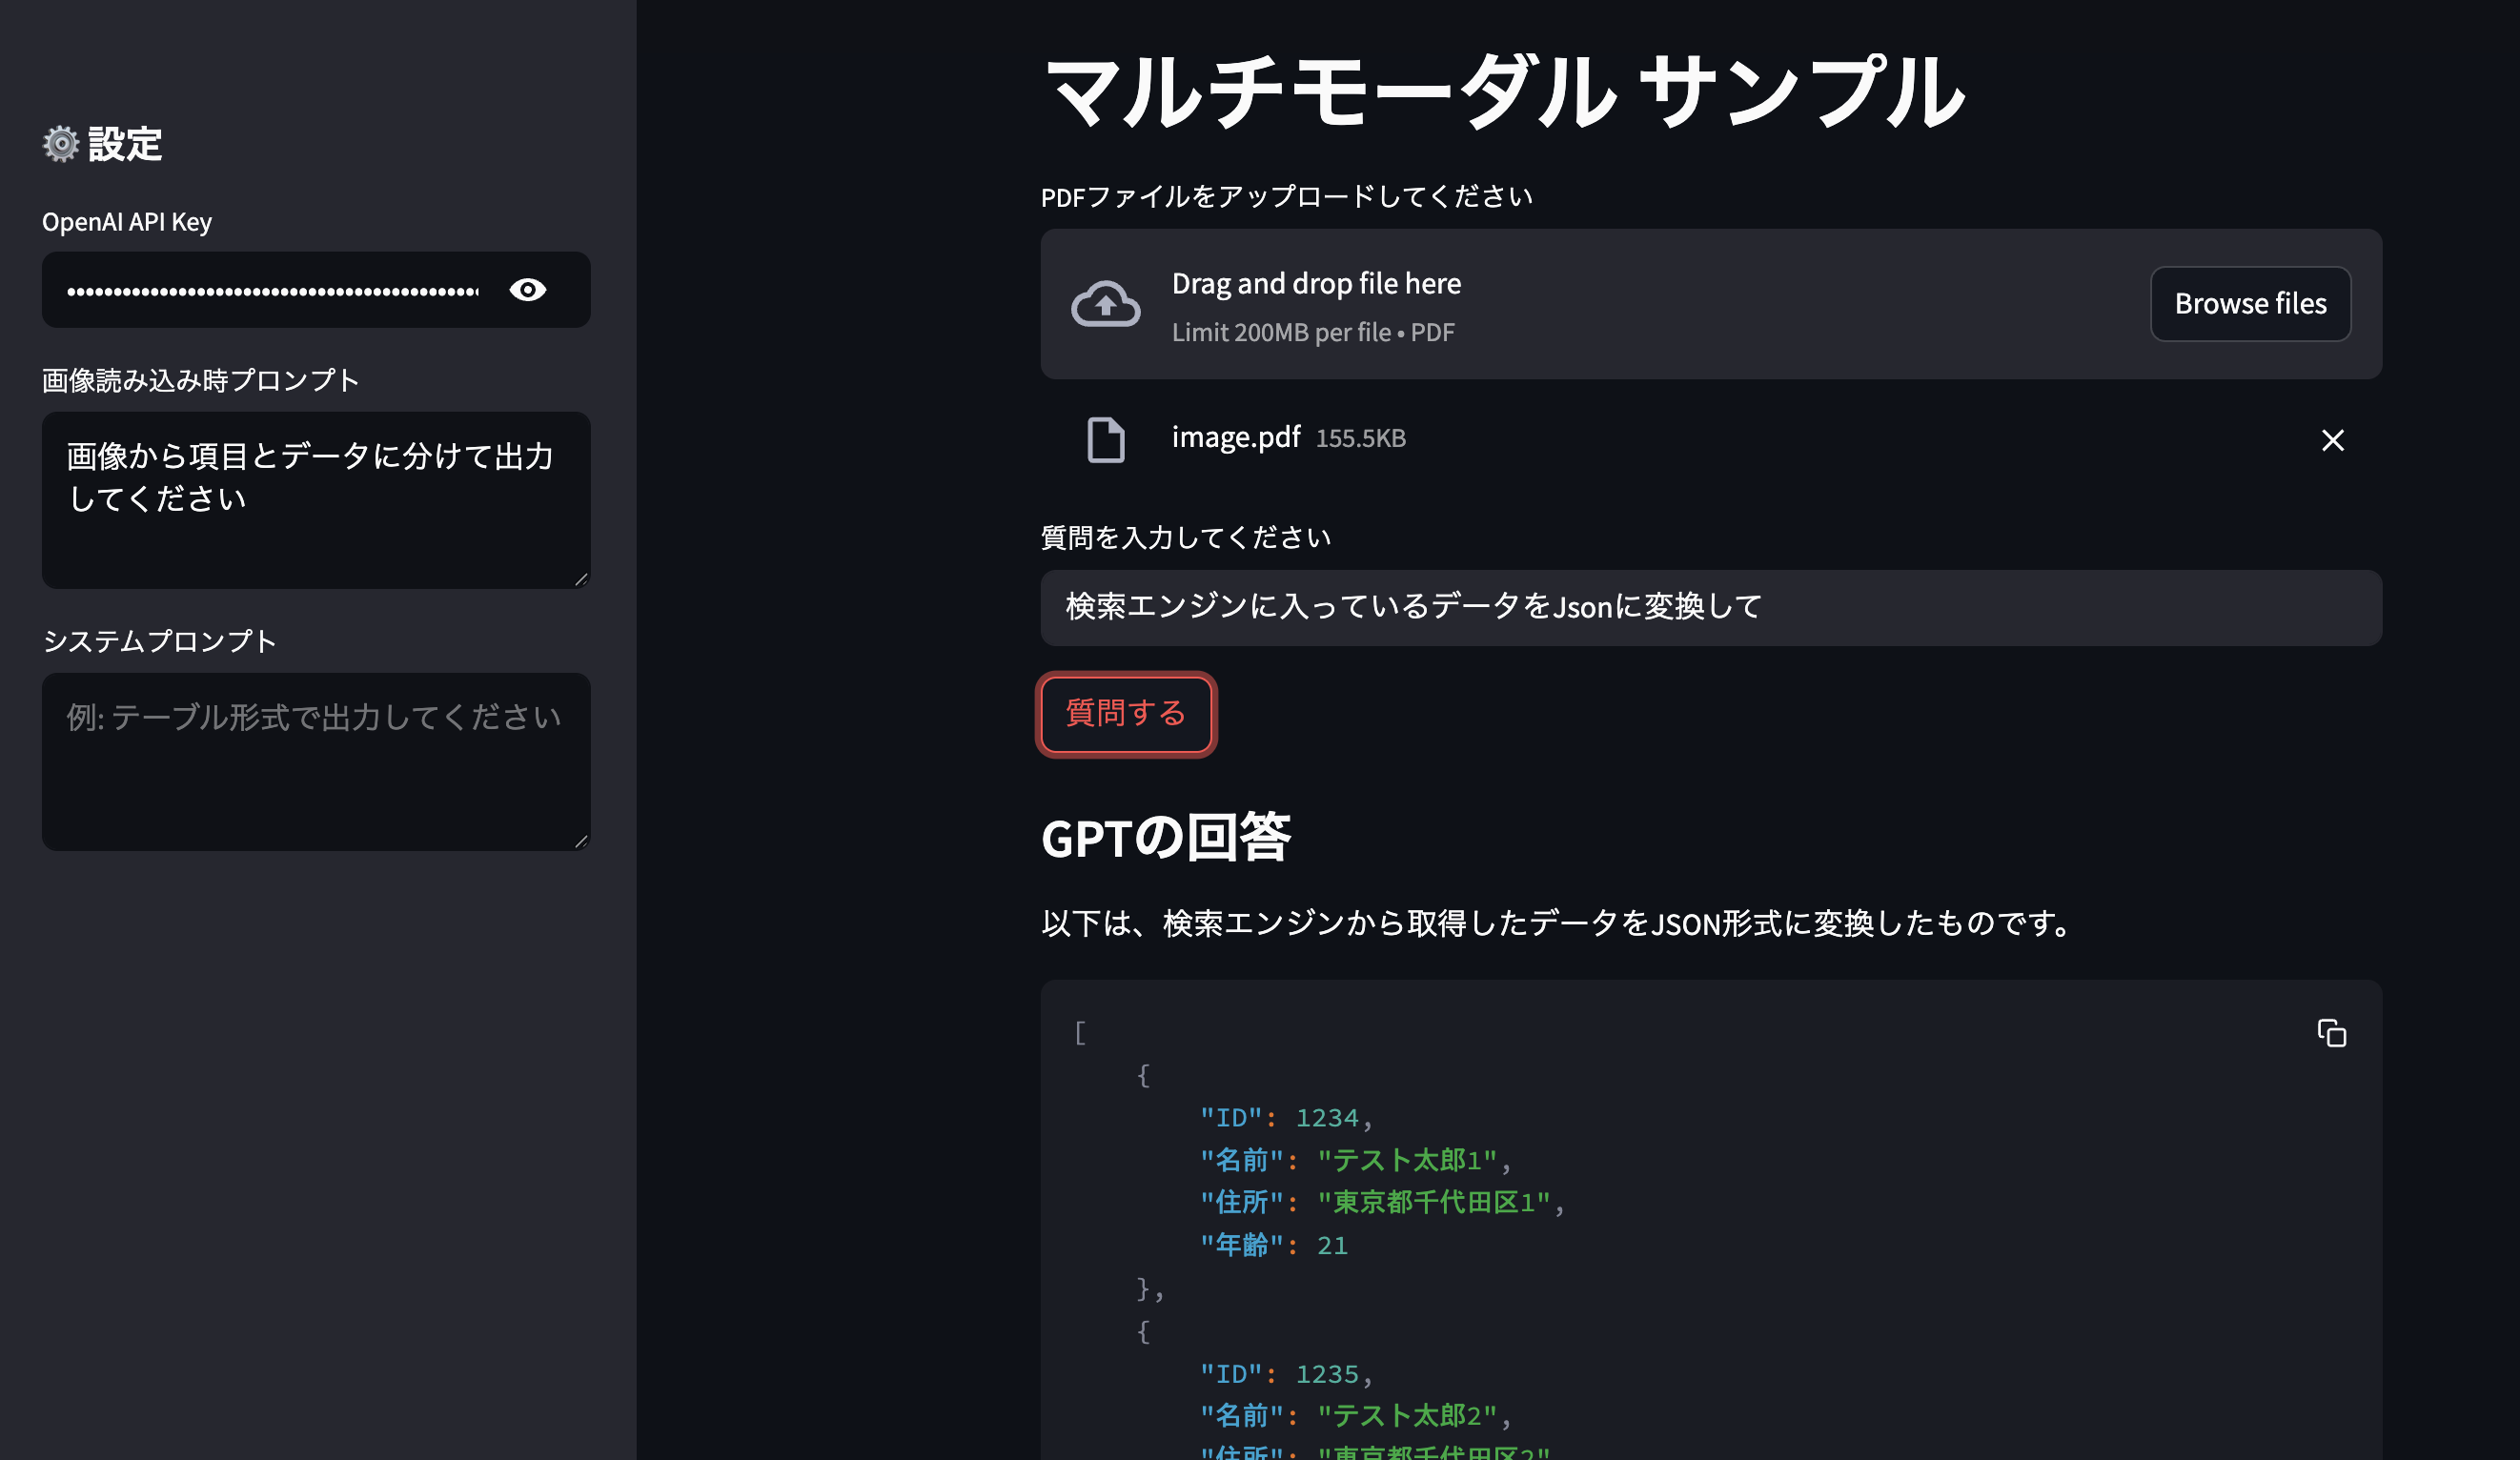 設定
OpenAI API Key
画像読み込み時プロンプト
画像から項目とデータに分けて出力
してください
システムプロンプト
例: テーブル形式で出力してください
マルチモーダル サンプル
PDFファイルをアップロードしてください
Drag and drop file here
Limit 200MB per file • PDF
Browse files
image.pdf 155.5KB
質問を入力してください
検索エンジンに入っているデータをJsonに変換して
質問する
GPTの回答
以下は、検索エンジンから取得したデータをJSON形式に変換したものです。
[
{
"ID": 1234,
"名前": "テスト太郎1",
"住所": "東京都千代田区1",
"年齢": 21
},
{
"ID": 1235,
"名前": "テスト太郎2",
"住所": "東京都千代田区2"